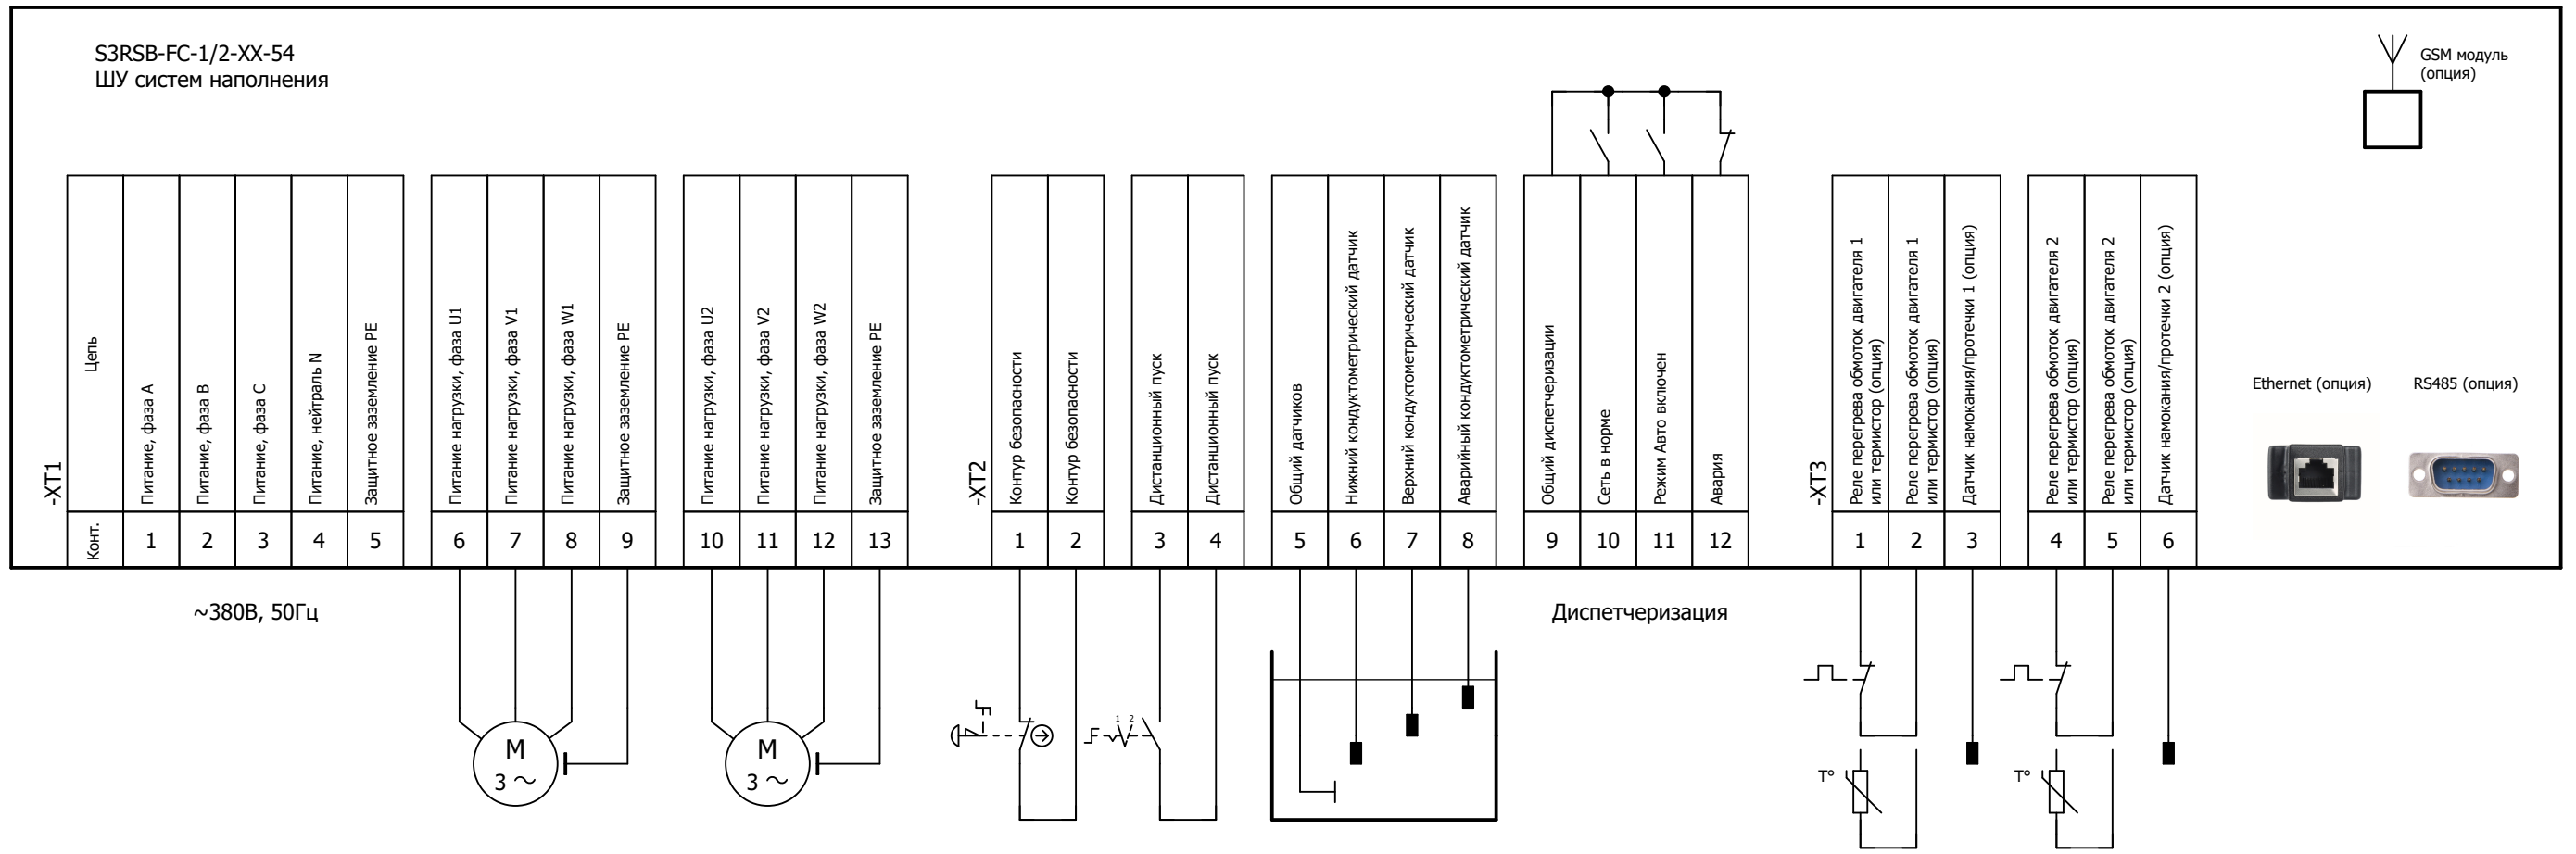 S3RSB-FC-1/2-XX-54
ШУ систем наполнения
GSM модуль
(опция)
-XT1
Конт.
Цепь
1
Питание, фаза A
2
Питание, фаза B
3
Питание, фаза C
4
Питание, нейтраль N
5
Защитное заземление PE
6
Питание нагрузки, фаза U1
7
Питание нагрузки, фаза V1
8
Питание нагрузки, фаза W1
9
Защитное заземление PE
10
Питание нагрузки, фаза U2
11
Питание нагрузки, фаза V2
12
Питание нагрузки, фаза W2
13
Защитное заземление PE
-XT2
1
Контур безопасности
2
Контур безопасности
3
Дистанционный пуск
4
Дистанционный пуск
5
Общий датчиков
6
Нижний кондуктометрический датчик
7
Верхний кондуктометрический датчик
8
Аварийный кондуктометрический датчик
9
Общий диспетчеризации
10
Сеть в норме
11
Режим Авто включен
12
Авария
-XT3
1
Реле перегрева обмоток двигателя 1
или термистор (опция)
2
Реле перегрева обмоток двигателя 1
или термистор (опция)
3
Датчик намокания/протечки 1 (опция)
4
Реле перегрева обмоток двигателя 2
или термистор (опция)
5
Реле перегрева обмоток двигателя 2
или термистор (опция)
6
Датчик намокания/протечки 2 (опция)
Ethernet (опция)
RS485 (опция)
~380В, 50Гц
Диспетчеризация
M
3 ~
M
3 ~
1 2
T°
T°